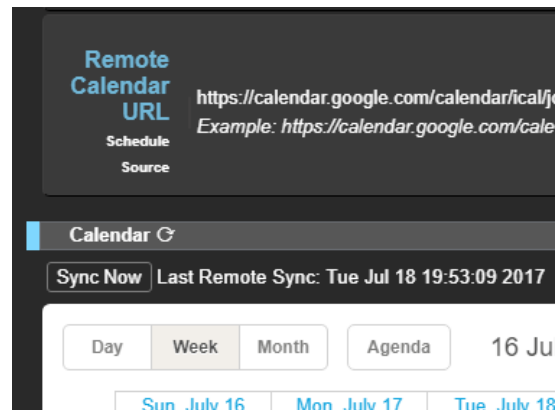 Remote
Calendar
URL
Schedule
Source
https://calendar.google.com/calendar/ical/
Example: https://calendar.google.com/
Calendar
Sync Now Last Remote Sync: Tue Jul 18 19:53:09 2017
Day Week Month Agenda 16
Sun, July 16 Mon, July 17 Tue, July 18